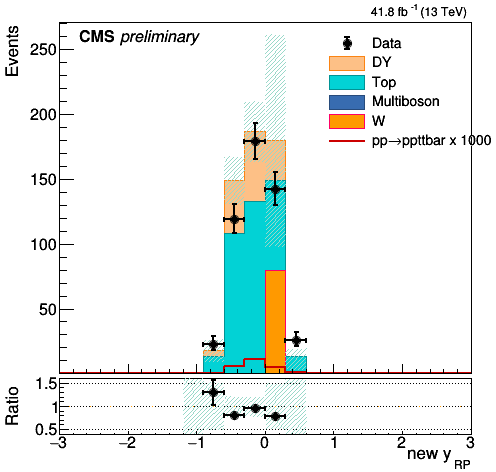 41.8 fb⁻¹ (13 TeV)
CMS preliminary
Events
250
200
150
100
50
Data
DY
Top
Multiboson
W
pp→ppttbar x 1000
Ratio
1.5
1
0.5
−3 −2 −1 0 1 2 3
new y_RP